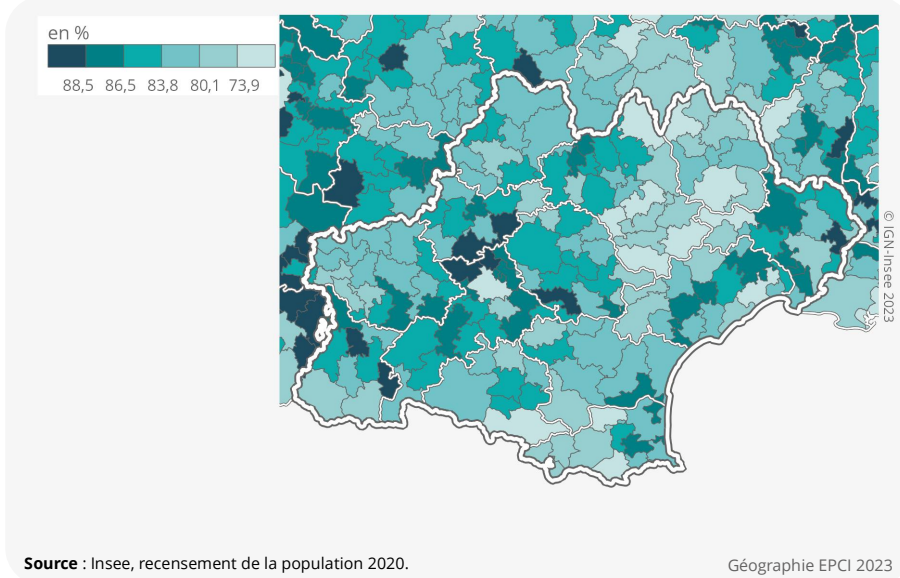 en %
88,5 86,5 83,8 80,1 73,9
© IGN-Insee 2023
Source : Insee, recensement de la population 2020.
Géographie EPCI 2023